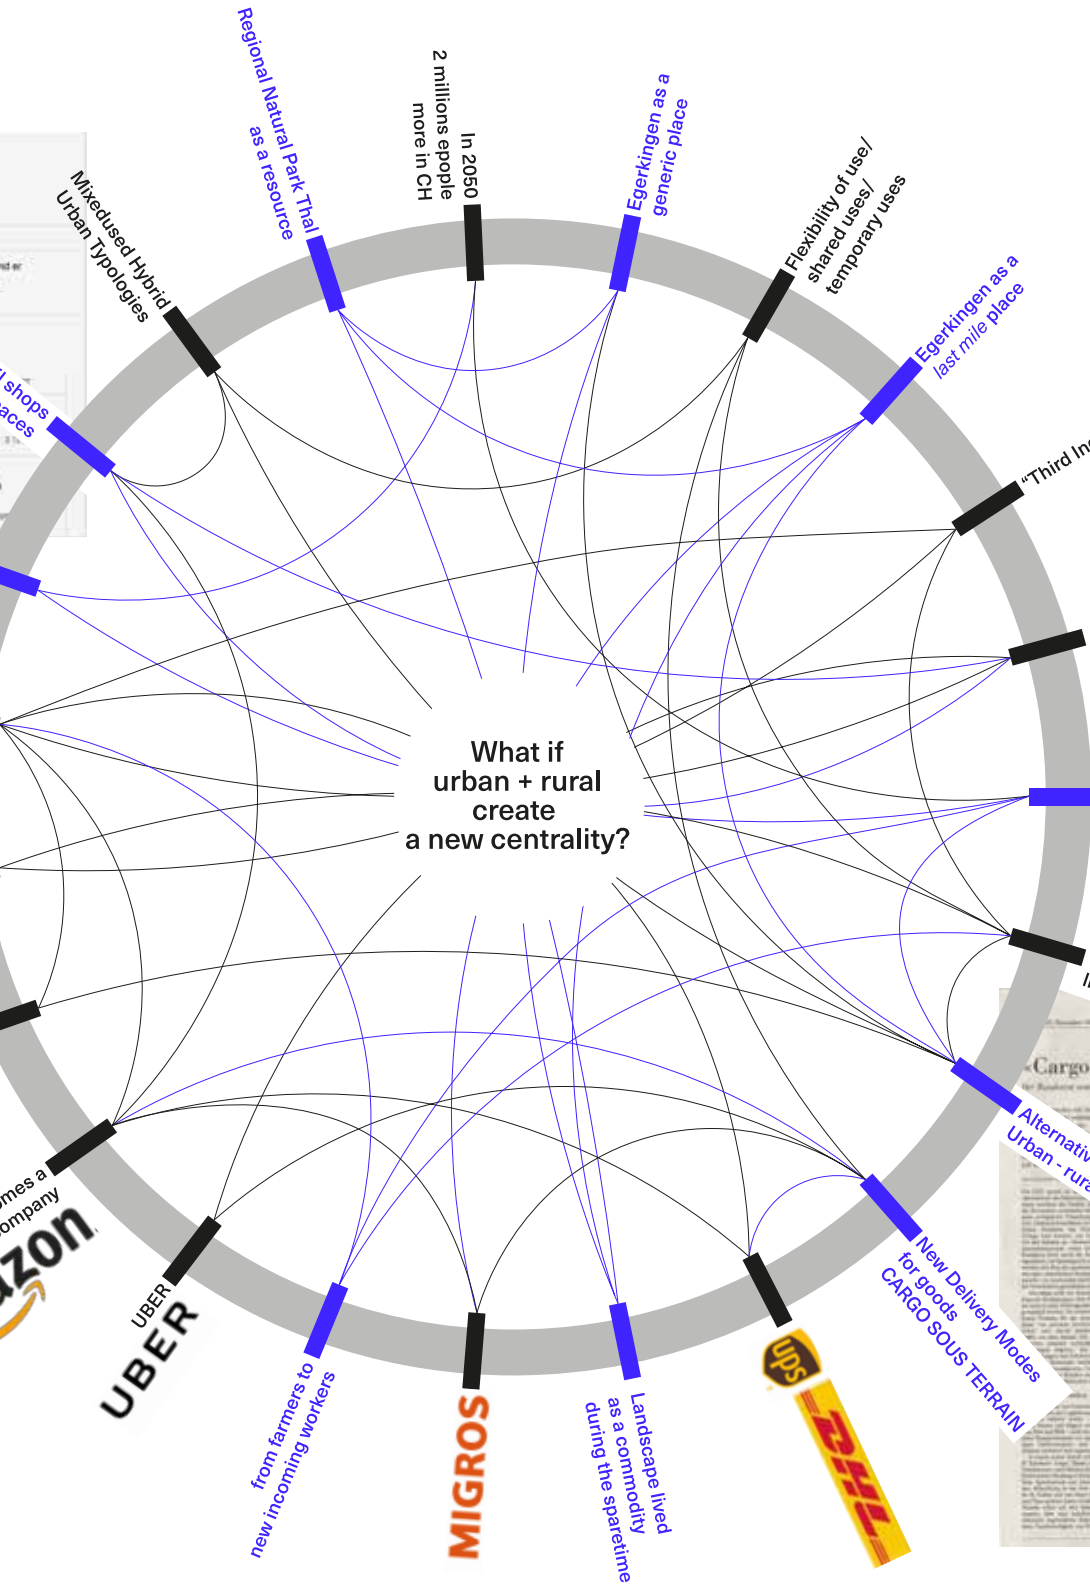 Regional Natural Park Thal
as a resource
In 2050
2 millions epople
more in CH
Egerkingen as a
generic place
Flexibility of use/
shared uses/
temporary uses
Egerkingen as a
last mile place
Mixedused Hybrid
Urban Typologies
shops
"Third In
What if
urban + rural
create
a new centrality?
«Cargo
Alternativ
Urban - rura
New Delivery Modes
for goods
CARGO SOUS TERRAIN
ups
DHL
Landscape lived
as a commodity
during the sparetime
MIGROS
from farmers to
new incoming workers
UBER
UBER
omes a
ompany
azon